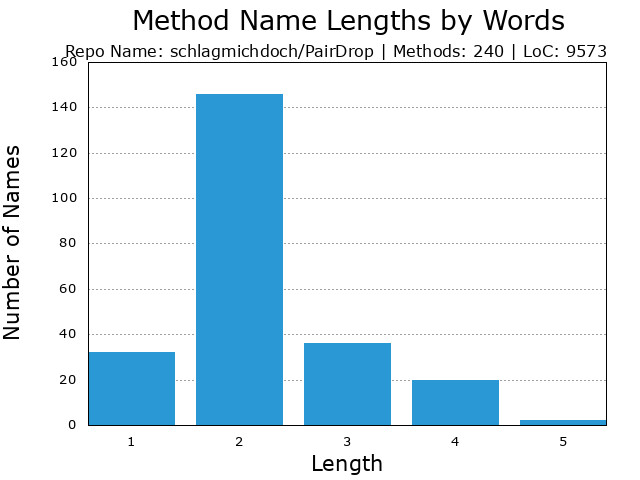 Method Name Lengths by Words
Repo Name: schlagmichdoch/PairDrop | Methods: 240 | LoC: 9573
160
140
120
100
80
60
40
20
0
Number of Names
1 2 3 4 5
Length